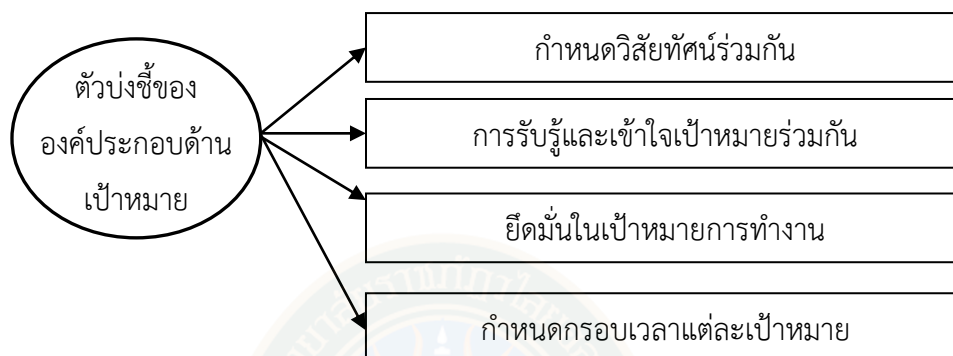 ตัวบ่งชี้ของ
องค์ประกอบด้าน
เป้าหมาย
กำหนดวิสัยทัศน์ร่วมกัน
การรับรู้และเข้าใจเป้าหมายร่วมกัน
ยึดมั่นในเป้าหมายการทำงาน
กำหนดกรอบเวลาแต่ละเป้าหมาย